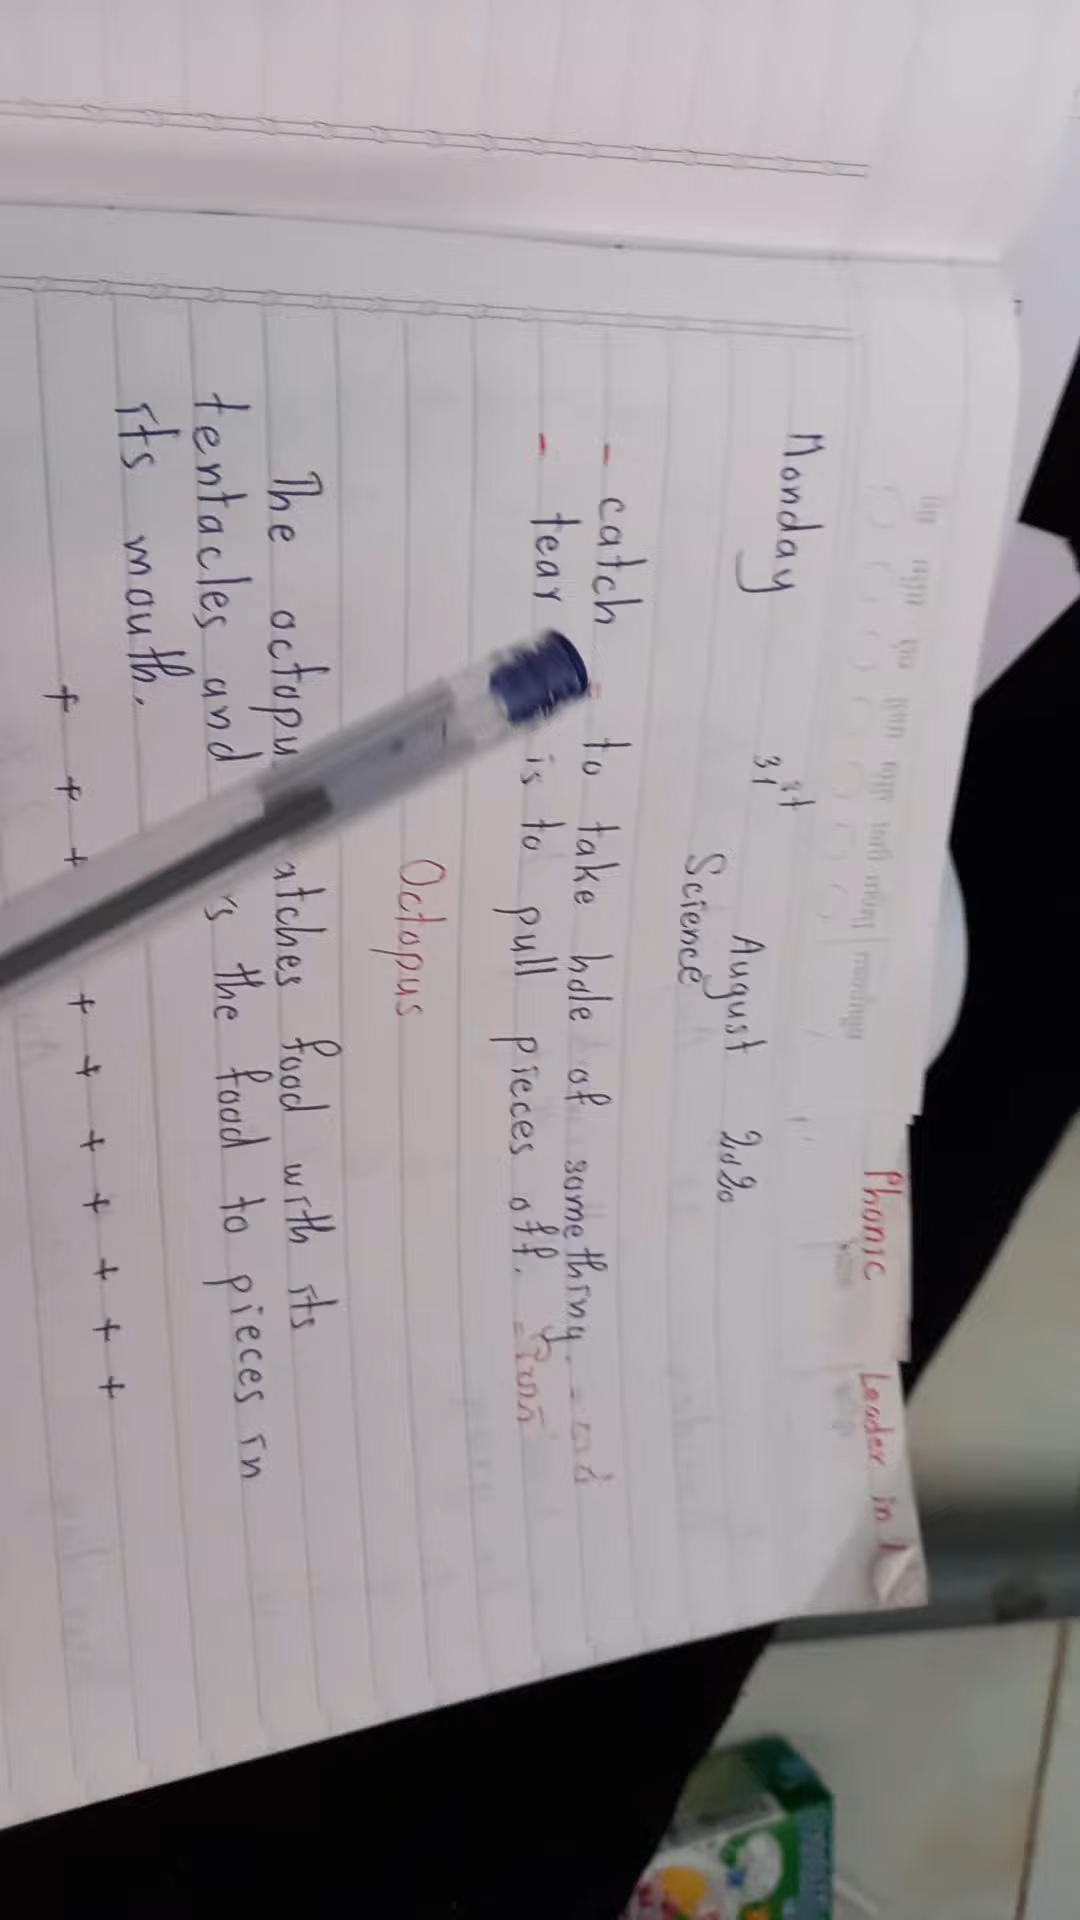 Phonic Leader in
Monday 31st August 2020
Science
- catch - to take hole of something. =
- tear is to pull pieces off. =
Octopus
The octopu atches food with its
tentacles and rs the food to pieces in
its mouth.
+ + + + + + + + + +